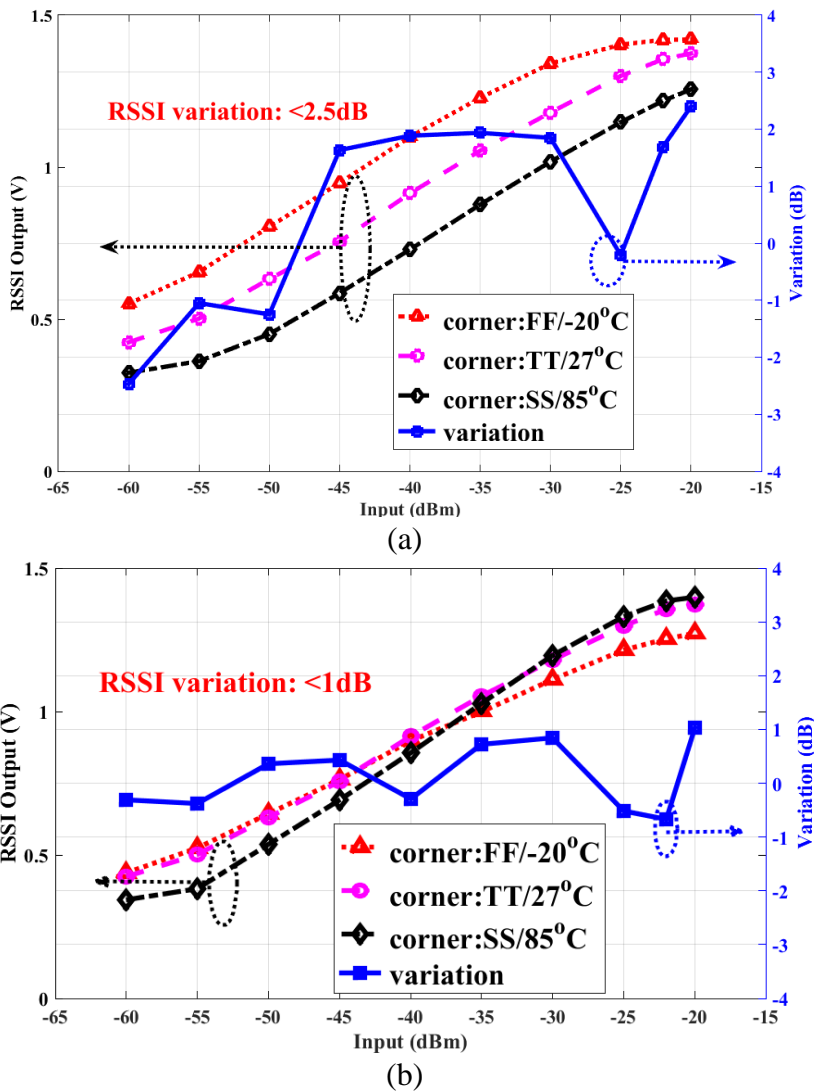 1.5
1
0.5
0
RSSI Output (V)
RSSI variation: <2.5dB
4
3
2
1
0
-1
-2
-3
-4
Variation (dB)
corner:FF/-20°C
corner:TT/27°C
corner:SS/85°C
variation
-65 -60 -55 -50 -45 -40 -35 -30 -25 -20 -15
Input (dBm)
(a)
1.5
1
0.5
0
RSSI Output (V)
RSSI variation: <1dB
4
3
2
1
0
-1
-2
-3
-4
Variation (dB)
corner:FF/-20°C
corner:TT/27°C
corner:SS/85°C
variation
-65 -60 -55 -50 -45 -40 -35 -30 -25 -20 -15
Input (dBm)
(b)